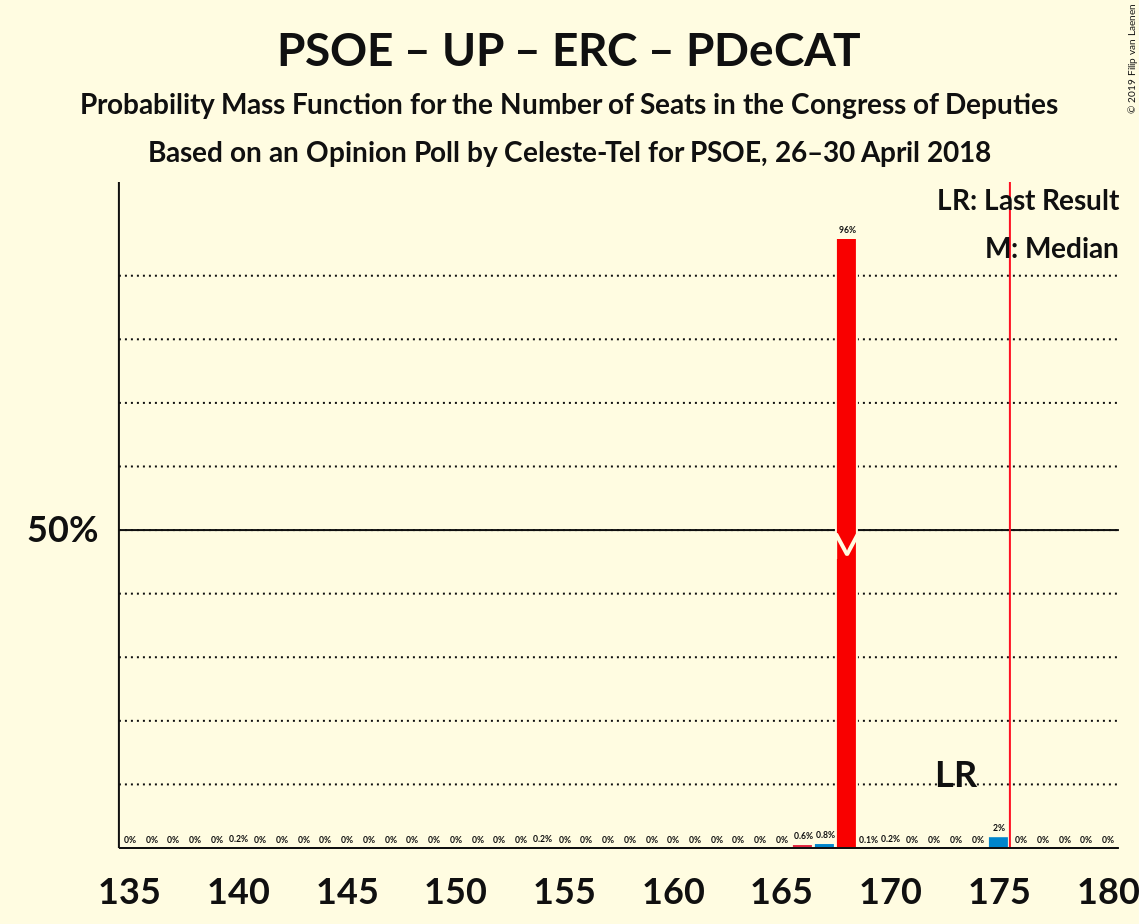 PSOE – UP – ERC – PDeCAT
Probability Mass Function for the Number of Seats in the Congress of Deputies
Based on an Opinion Poll by Celeste-Tel for PSOE, 26–30 April 2018
© 2019 Filip van Laenen
LR: Last Result
M: Median
96%
50%
LR
2%
0% 0% 0% 0% 0% 0.2% 0% 0% 0% 0% 0% 0% 0% 0% 0% 0% 0% 0% 0% 0.2% 0% 0% 0% 0% 0% 0% 0% 0% 0% 0% 0% 0.6% 0.8% 0.1% 0.2% 0% 0% 0% 0% 0% 0% 0% 0% 0%
135 140 145 150 155 160 165 170 175 180